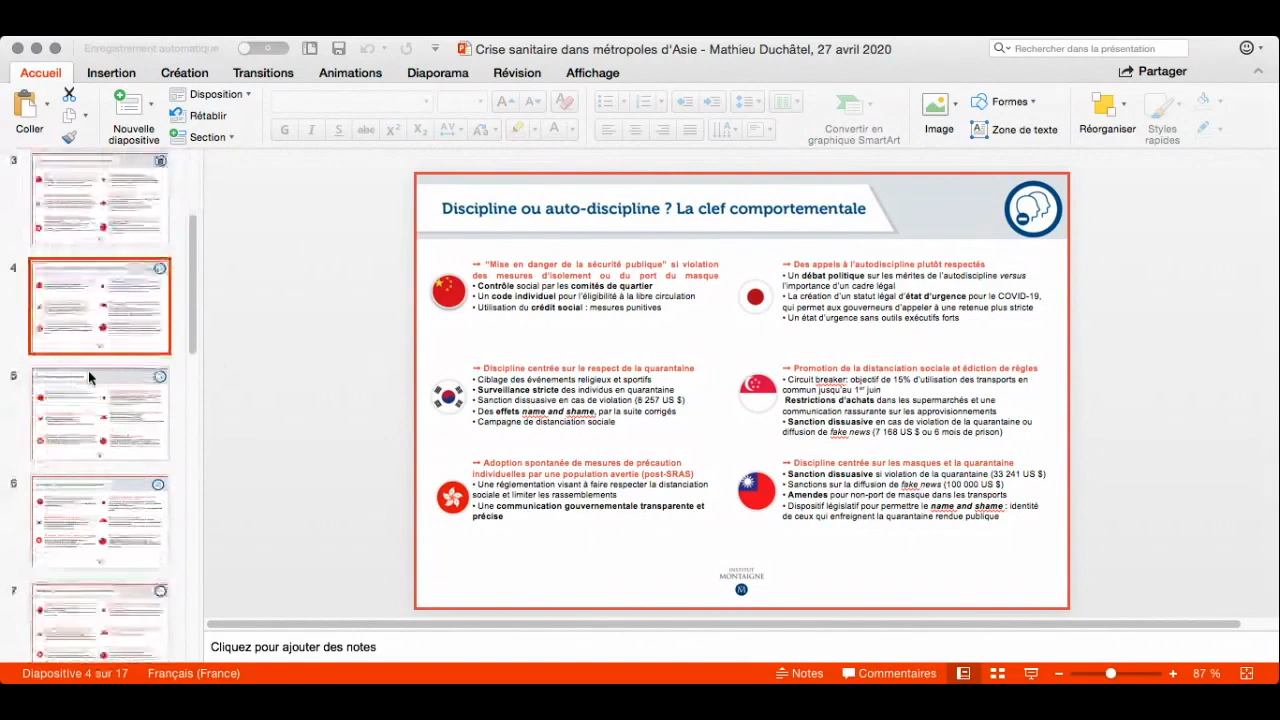 Enregistrement automatique
Crise sanitaire dans métropoles d'Asie - Mathieu Duchâtel, 27 avril 2020
Rechercher dans la présentation
Accueil Insertion Création Transitions Animations Diaporama Révision Affichage
Partager
Coller
Nouvelle diapositive
Disposition
Rétablir
Section
G I S abc X² X₂ AV Aa A
Convertir en graphique SmartArt
Image
Formes
Zone de texte
Réorganiser
Styles rapides
3
4
5
6
7
Discipline ou auto-discipline ? La clef comportementale
→ "Mise en danger de la sécurité publique" si violation
des mesures d'isolement ou du port du masque
• Contrôle social par les comités de quartier
• Un code individuel pour l'éligibilité à la libre circulation
• Utilisation du crédit social : mesures punitives
→ Des appels à l'autodiscipline plutôt respectés
• Un débat politique sur les mérites de l'autodiscipline versus
l'importance d'un cadre légal
• La création d'un statut légal d'état d'urgence pour le COVID-19,
qui permet aux gouverneurs d'appeler à une retenue plus stricte
• Un état d'urgence sans outils exécutifs forts
→ Discipline centrée sur le respect de la quarantaine
• Ciblage des événements religieux et sportifs
• Surveillance stricte des individus en quarantaine
• Sanction dissuasive en cas de violation (8 257 US $)
• Des effets name and shame, par la suite corrigés
• Campagne de distanciation sociale
→ Promotion de la distanciation sociale et édiction de règles
• Circuit breaker: objectif de 15% d'utilisation des transports en
commun jusqu'au 1er juin
Restrictions d'achats dans les supermarchés et une
communication rassurante sur les approvisionnements
• Sanction dissuasive en cas de violation de la quarantaine ou
diffusion de fake news (7 168 US $ ou 6 mois de prison)
→ Adoption spontanée de mesures de précaution
individuelles par une population avertie (post-SRAS)
• Une réglementation visant à faire respecter la distanciation
sociale et limiter les rassemblements
• Une communication gouvernementale transparente et
précise
→ Discipline centrée sur les masques et la quarantaine
• Sanction dissuasive si violation de la quarantaine (33 241 US $)
• Sanctions sur la diffusion de fake news (100 000 US $)
• Amendes pour non-port de masque dans les transports
• Dispositif législatif pour permettre le name and shame : identité
de ceux qui enfreignent la quarantaine rendue publique
INSTITUT
MONTAIGNE
M
Cliquez pour ajouter des notes
Diapositive 4 sur 17 Français (France) Notes Commentaires 87 %